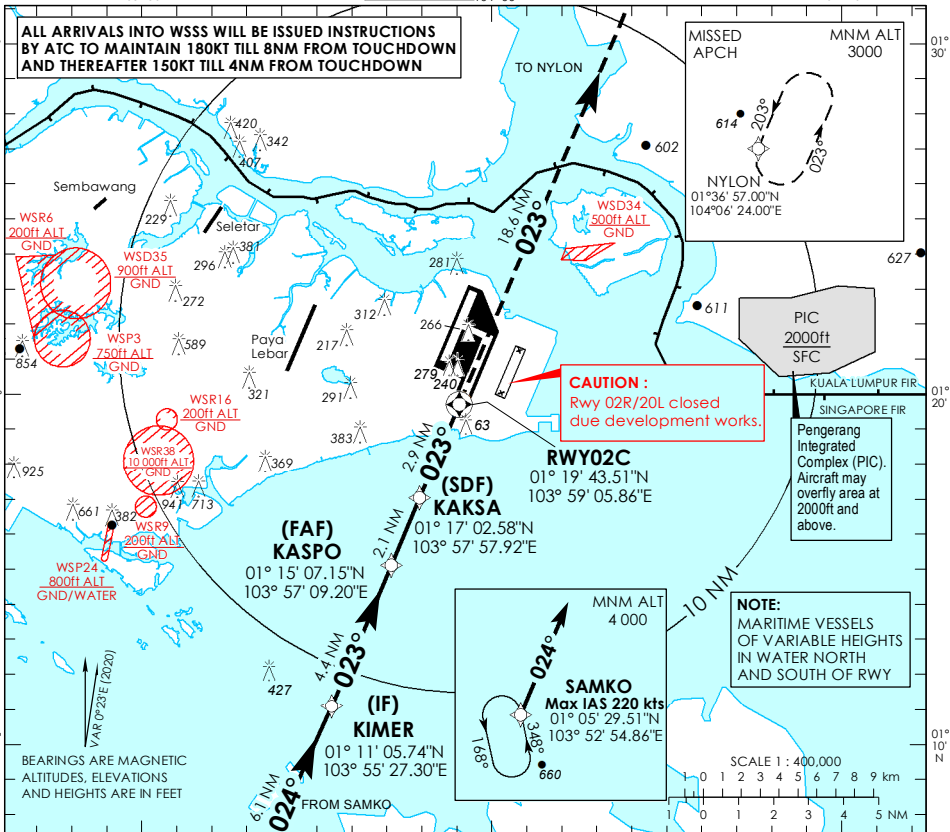 ALL ARRIVALS INTO WSSS WILL BE ISSUED INSTRUCTIONS
BY ATC TO MAINTAIN 180KT TILL 8NM FROM TOUCHDOWN
AND THEREAFTER 150KT TILL 4NM FROM TOUCHDOWN
TO NYLON
MISSED
APCH
MNM ALT
3000
614
203°
023°
NYLON
01°36' 57.00"N
104°06' 24.00"E
01°
30'
420
342
407
602
Sembawang
229
Seletar
381
296
WSR6
200ft ALT
GND
WSD35
900ft ALT
GND
272
WSP3
750ft ALT
GND
854
589
18.6 NM
023°
WSD34
500ft ALT
GND
627
281
611
312
266
217
Paya
Lebar
PIC
2000ft
SFC
279
240
321
291
CAUTION :
Rwy 02R/20L closed
due development works.
KUALA LUMPUR FIR
SINGAPORE FIR
01°
20'
WSR16
200ft ALT
GND
383
63
WSR38
10 000ft ALT
GND
369
925
941
713
661
382
WSR9
200ft ALT
GND
WSP24
800ft ALT
GND/WATER
Pengerang
Integrated
Complex (PIC).
Aircraft may
overfly area at
2000ft and
above.
RWY02C
01° 19' 43.51"N
103° 59' 05.86"E
2.9 NM
023°
(SDF)
KAKSA
01° 17' 02.58"N
103° 57' 57.92"E
2.1 NM
(FAF)
KASPO
01° 15' 07.15"N
103° 57' 09.20"E
10 NM
4.4 NM
023°
427
(IF)
KIMER
01° 11' 05.74"N
103° 55' 27.30"E
6.1 NM
024°
FROM SAMKO
MNM ALT
4 000
024°
SAMKO
Max IAS 220 kts
01° 05' 29.51"N
103° 52' 54.86"E
168°
348°
660
NOTE:
MARITIME VESSELS
OF VARIABLE HEIGHTS
IN WATER NORTH
AND SOUTH OF RWY
VAR 0°23'E (2020)
BEARINGS ARE MAGNETIC
ALTITUDES, ELEVATIONS
AND HEIGHTS ARE IN FEET
01°
10'
N
SCALE 1 : 400,000
1 0 1 2 3 4 5 6 7 8 9 km
1 0 1 2 3 4 5 NM